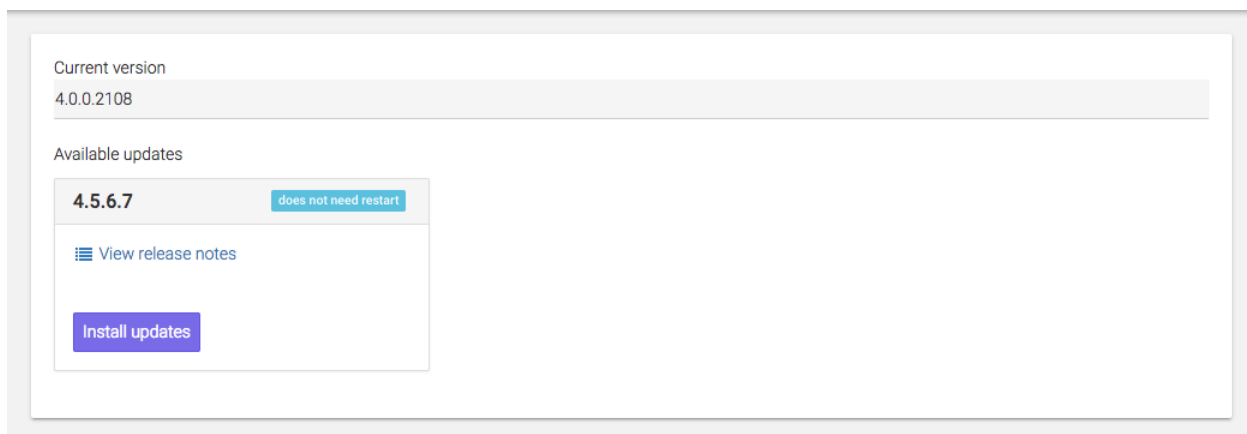 Current version
4.0.0.2108
Available updates
4.5.6.7 does not need restart
View release notes
Install updates